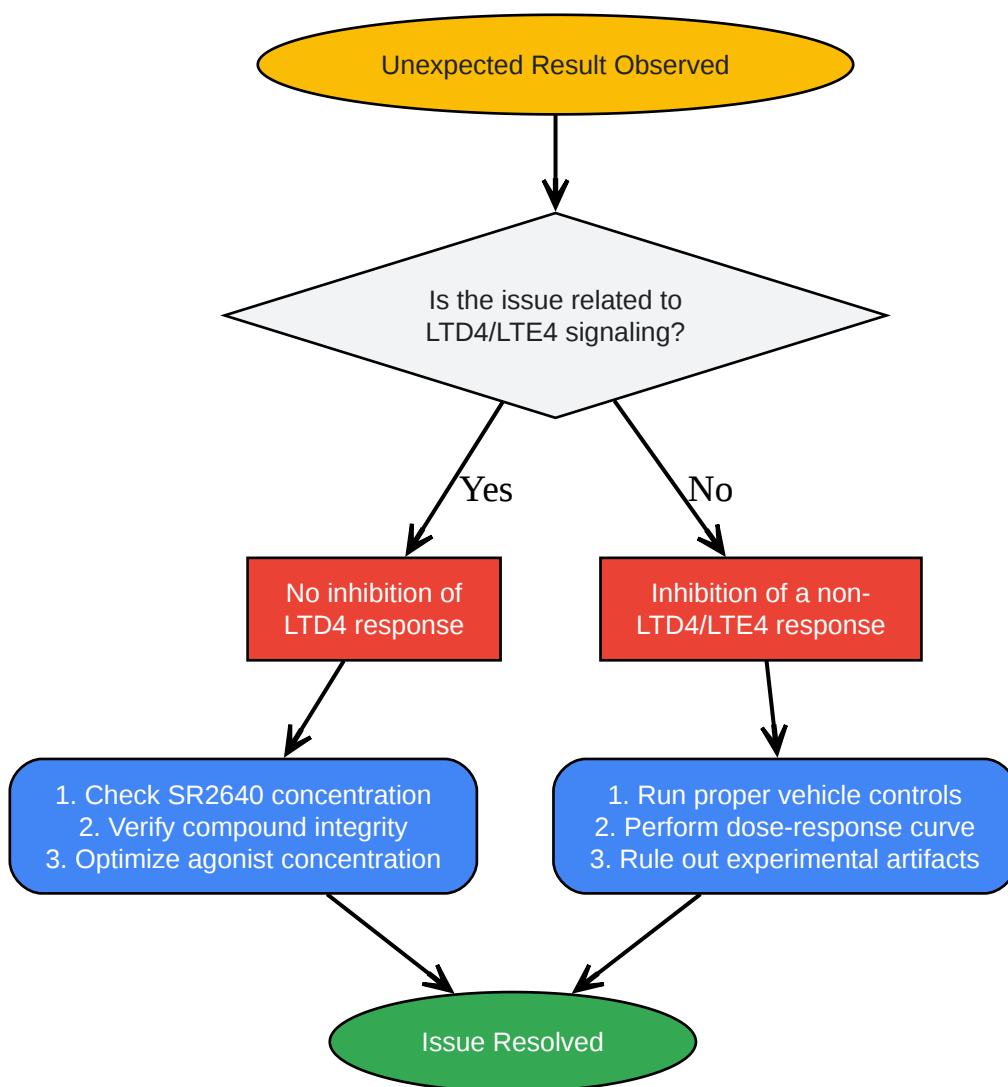 Unexpected Result Observed
Is the issue related to
LTD4/LTE4 signaling?
Yes
No
No inhibition of
LTD4 response
Inhibition of a non-
LTD4/LTE4 response
1. Check SR2640 concentration
2. Verify compound integrity
3. Optimize agonist concentration
1. Run proper vehicle controls
2. Perform dose-response curve
3. Rule out experimental artifacts
Issue Resolved